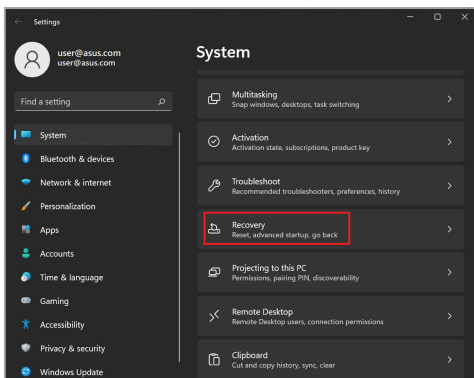 Settings
user@asus.com
user@asus.com
Find a setting
System
Bluetooth & devices
Network & internet
Personalization
Apps
Accounts
Time & language
Gaming
Accessibility
Privacy & security
Windows Update
System
Multitasking
Snap windows, desktops, task switching
Activation
Activation state, subscriptions, product key
Troubleshoot
Recommended troubleshooters, preferences, history
Recovery
Reset, advanced startup, go back
Projecting to this PC
Permissions, pairing PIN, discoverability
Remote Desktop
Remote Desktop users, connection permissions
Clipboard
Cut and copy history, sync, clear